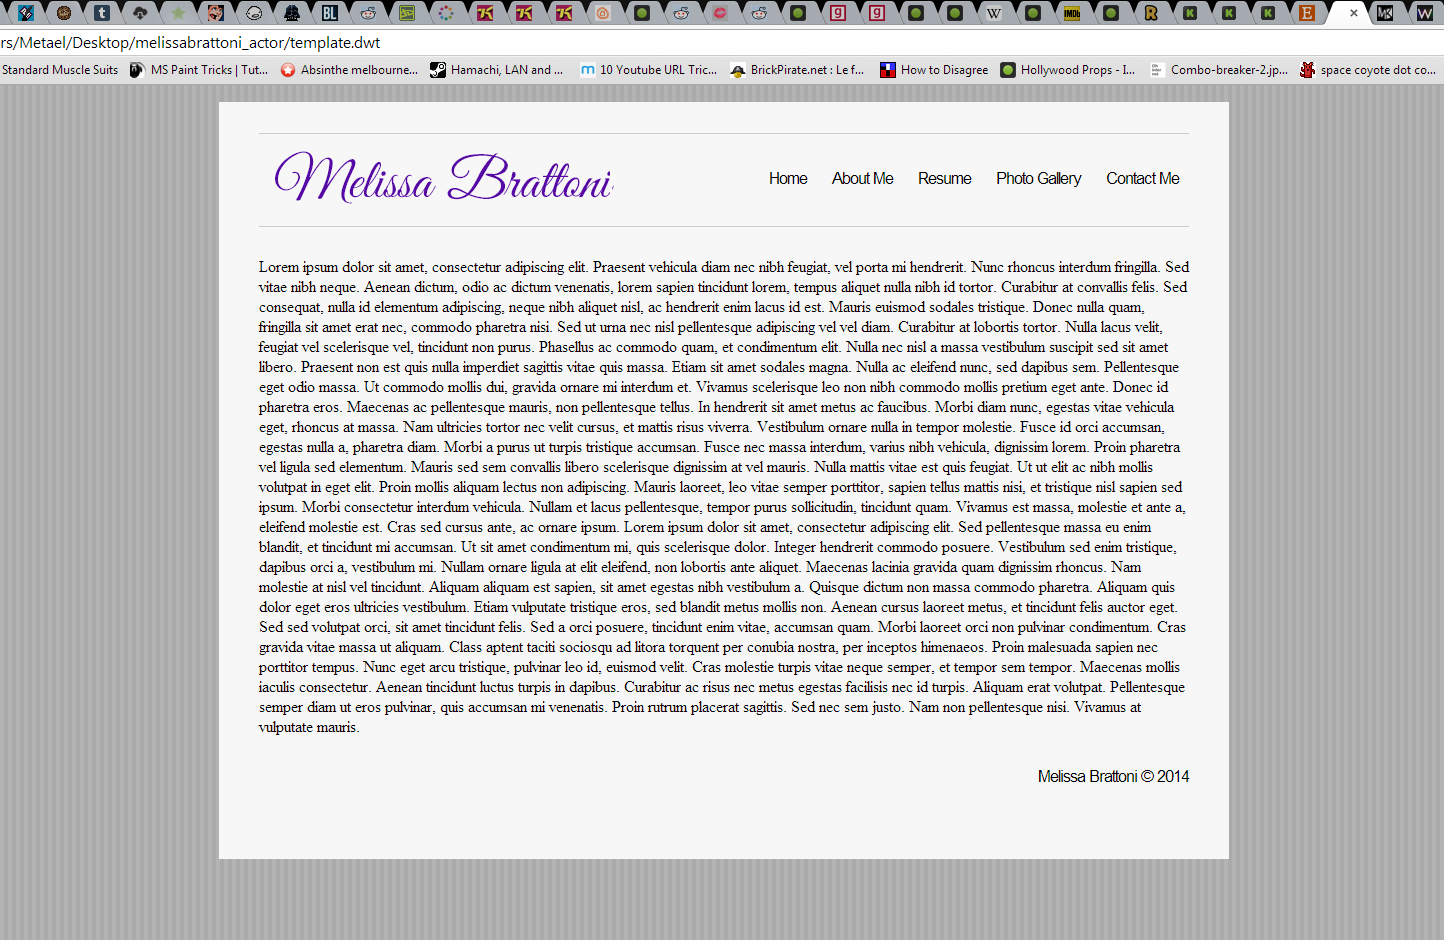 rs/Metael/Desktop/melissabrattoni_actor/template.dwt
Standard Muscle Suits MS Paint Tricks | Tut... Absinthe melbourne... Hamachi, LAN and ... 10 Youtube URL Tric... BrickPirate.net : Le f... How to Disagree Hollywood Props - I... Combo-breaker-2.jp... space coyote dot co...
Melissa Brattoni
Home About Me Resume Photo Gallery Contact Me
Lorem ipsum dolor sit amet, consectetur adipiscing elit. Praesent vehicula diam nec nibh feugiat, vel porta mi hendrerit. Nunc rhoncus interdum fringilla. Sed
vitae nibh neque. Aenean dictum, odio ac dictum venenatis, lorem sapien tincidunt lorem, tempus aliquet nulla nibh id tortor. Curabitur at convallis felis. Sed
consequat, nulla id elementum adipiscing, neque nibh aliquet nisl, ac hendrerit enim lacus id est. Mauris euismod sodales tristique. Donec nulla quam,
fringilla sit amet erat nec, commodo pharetra nisi. Sed ut urna nec nisl pellentesque adipiscing vel vel diam. Curabitur at lobortis tortor. Nulla lacus velit,
feugiat vel scelerisque vel, tincidunt non purus. Phasellus ac commodo quam, et condimentum elit. Nulla nec nisl a massa vestibulum suscipit sed sit amet
libero. Praesent non est quis nulla imperdiet sagittis vitae quis massa. Etiam sit amet sodales magna. Nulla ac eleifend nunc, sed dapibus sem. Pellentesque
eget odio massa. Ut commodo mollis dui, gravida ornare mi interdum et. Vivamus scelerisque leo non nibh commodo mollis pretium eget ante. Donec id
pharetra eros. Maecenas ac pellentesque mauris, non pellentesque tellus. In hendrerit sit amet metus ac faucibus. Morbi diam nunc, egestas vitae vehicula
eget, rhoncus at massa. Nam ultricies tortor nec velit cursus, et mattis risus viverra. Vestibulum ornare nulla in tempor molestie. Fusce id orci accumsan,
egestas nulla a, pharetra diam. Morbi a purus ut turpis tristique accumsan. Fusce nec massa interdum, varius nibh vehicula, dignissim lorem. Proin pharetra
vel ligula sed elementum. Mauris sed sem convallis libero scelerisque dignissim at vel mauris. Nulla mattis vitae est quis feugiat. Ut ut elit ac nibh mollis
volutpat in eget elit. Proin mollis aliquam lectus non adipiscing. Mauris laoreet, leo vitae semper porttitor, sapien tellus mattis nisi, et tristique nisl sapien sed
ipsum. Morbi consectetur interdum vehicula. Nullam et lacus pellentesque, tempor purus sollicitudin, tincidunt quam. Vivamus est massa, molestie et ante a,
eleifend molestie est. Cras sed cursus ante, ac ornare ipsum. Lorem ipsum dolor sit amet, consectetur adipiscing elit. Sed pellentesque massa eu enim
blandit, et tincidunt mi accumsan. Ut sit amet condimentum mi, quis scelerisque dolor. Integer hendrerit commodo posuere. Vestibulum sed enim tristique,
dapibus orci a, vestibulum mi. Nullam ornare ligula at elit eleifend, non lobortis ante aliquet. Maecenas lacinia gravida quam dignissim rhoncus. Nam
molestie at nisl vel tincidunt. Aliquam aliquam est sapien, sit amet egestas nibh vestibulum a. Quisque dictum non massa commodo pharetra. Aliquam quis
dolor eget eros ultricies vestibulum. Etiam vulputate tristique eros, sed blandit metus mollis non. Aenean cursus laoreet metus, et tincidunt felis auctor eget.
Sed sed volutpat orci, sit amet tincidunt felis. Sed a orci posuere, tincidunt enim vitae, accumsan quam. Morbi laoreet orci non pulvinar condimentum. Cras
gravida vitae massa ut aliquam. Class aptent taciti sociosqu ad litora torquent per conubia nostra, per inceptos himenaeos. Proin malesuada sapien nec
porttitor tempus. Nunc eget arcu tristique, pulvinar leo id, euismod velit. Cras molestie turpis vitae neque semper, et tempor sem tempor. Maecenas mollis
iaculis consectetur. Aenean tincidunt luctus turpis in dapibus. Curabitur ac risus nec metus egestas facilisis nec id turpis. Aliquam erat volutpat. Pellentesque
semper diam ut eros pulvinar, quis accumsan mi venenatis. Proin rutrum placerat sagittis. Sed nec sem justo. Nam non pellentesque nisi. Vivamus at
vulputate mauris.
Melissa Brattoni © 2014